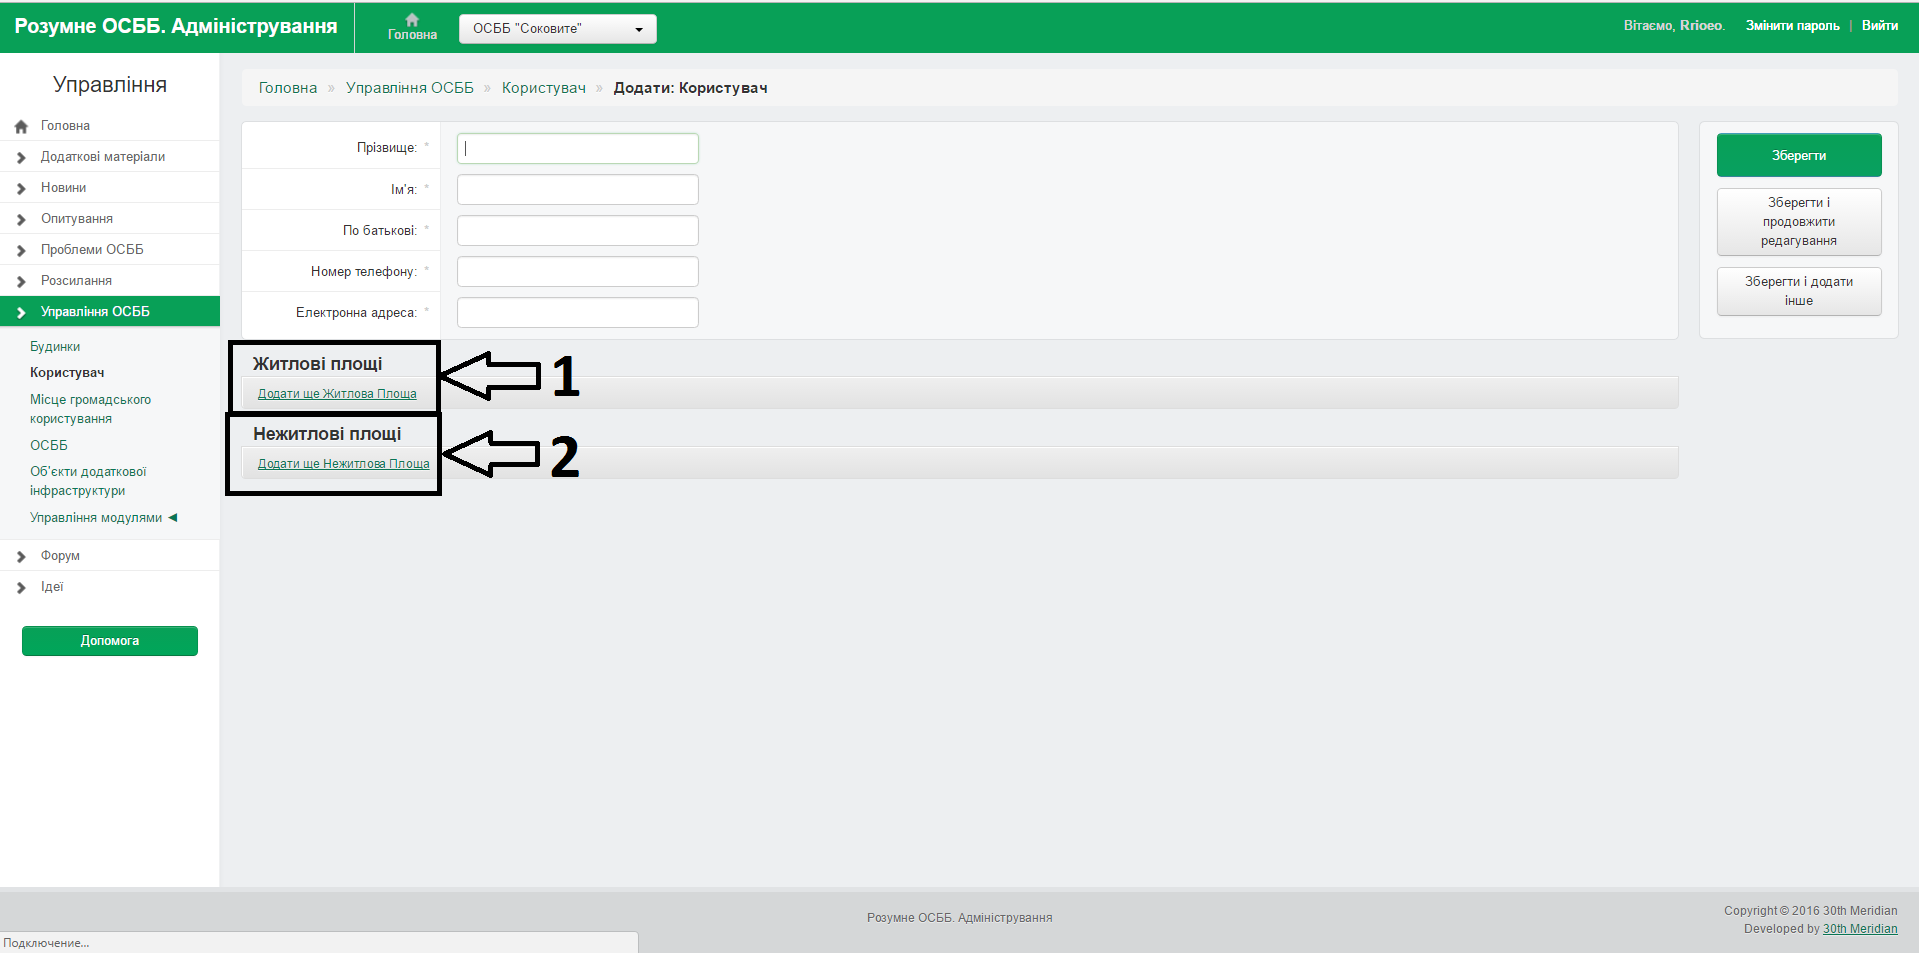 Розумне ОСББ. Адміністрування
Головна
ОСББ "Соковите"
Вітаємо, Rrioeo.
Змінити пароль | Вийти
Управління
Головна
Додаткові матеріали
Новини
Опитування
Проблеми ОСББ
Розсилання
Управління ОСББ
Будинки
Користувач
Місце громадського
користування
ОСББ
Об'єкти додаткової
інфраструктури
Управління модулями ◄
Форум
Ідеї
Допомога
Головна » Управління ОСББ » Користувач » Додати: Користувач
Прізвище: *
Ім'я: *
По батькові: *
Номер телефону: *
Електронна адреса: *
Житлові площі
Додати ще Житлова Площа
1
Нежитлові площі
Додати ще Нежитлова Площа
2
Зберегти
Зберегти і
продовжити
редагування
Зберегти і додати
інше
Розумне ОСББ. Адміністрування
Copyright © 2016 30th Meridian
Developed by 30th Meridian
Подключение...